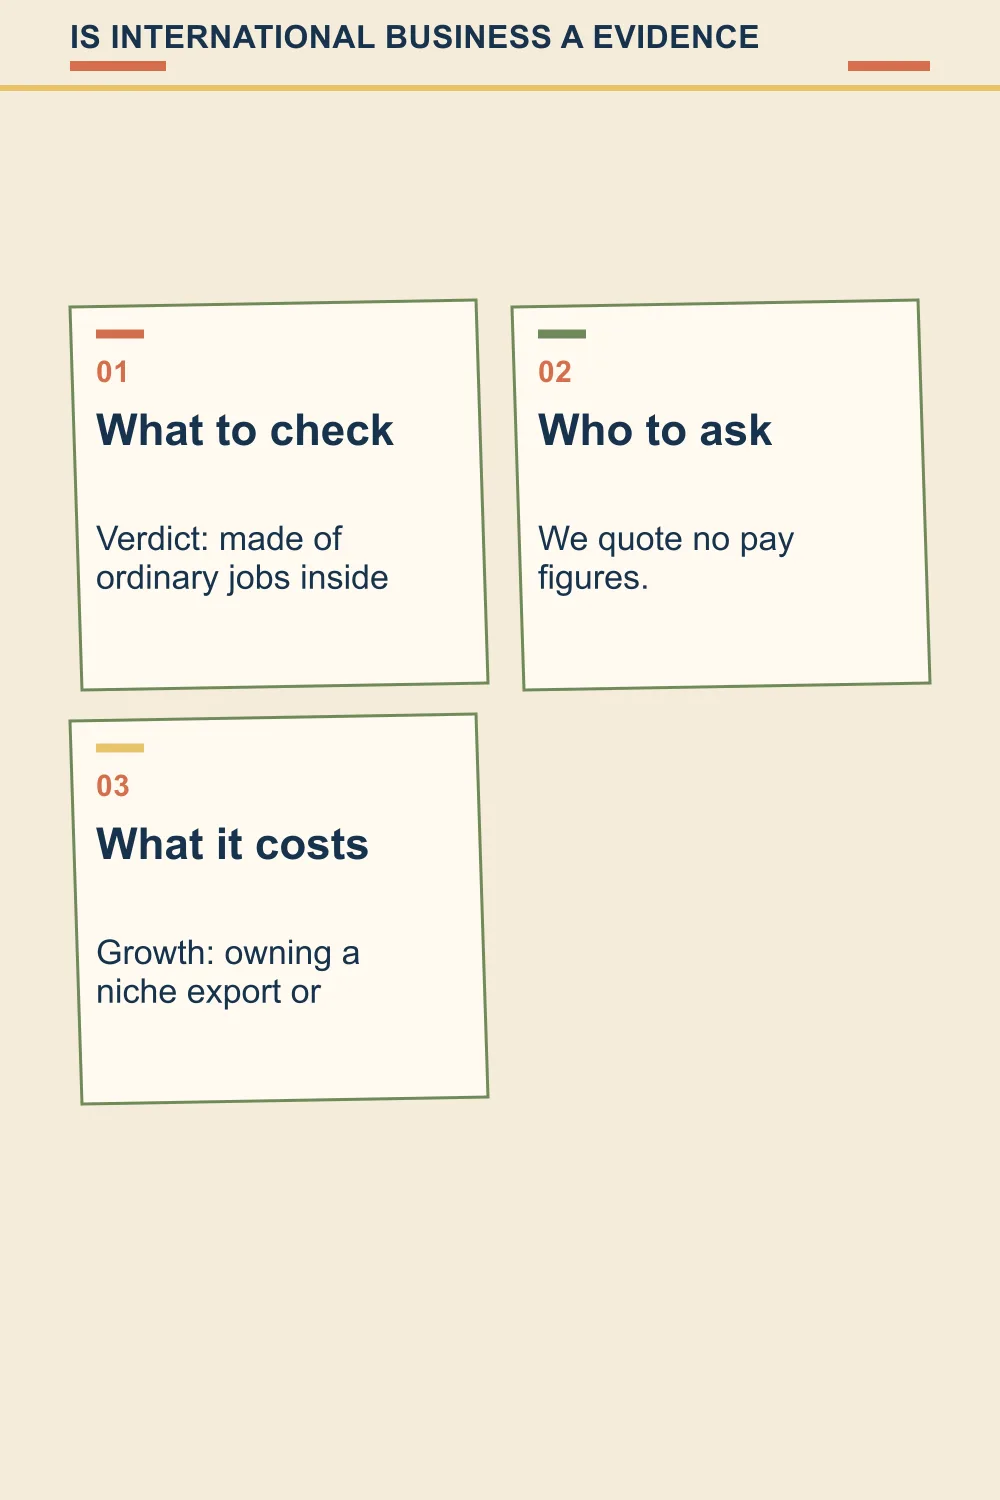 IS INTERNATIONAL BUSINESS A EVIDENCE
01
What to check
Verdict: made of
ordinary jobs inside
02
Who to ask
We quote no pay
figures.
03
What it costs
Growth: owning a
niche export or